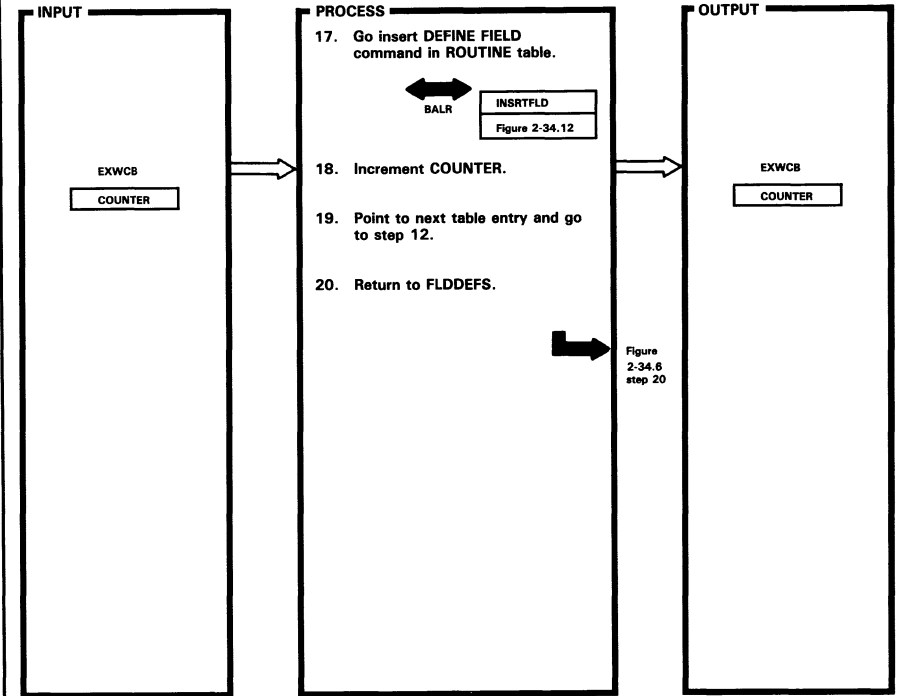 INPUT
EXWCB
COUNTER
PROCESS
17. Go insert DEFINE FIELD
command in ROUTINE table.
BALR
INSRTFLD
Figure 2-34.12
18. Increment COUNTER.
19. Point to next table entry and go
to step 12.
20. Return to FLDDEFS.
Figure
2-34.6
step 20
OUTPUT
EXWCB
COUNTER